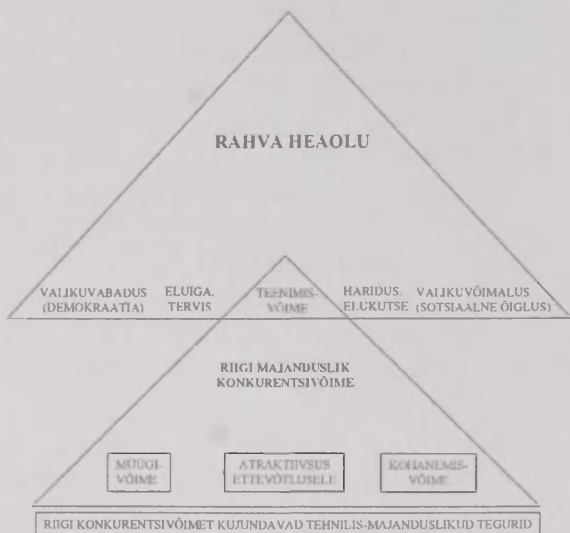 RAHVA HEAOLU
VALIKUVABADUS
(DEMOKRAATIA)
ELUIGA,
TERVIS
TEENIMIS-
VÕIME
HARIDUS,
ELUKUTSE
VALIKUVÕIMALUS
(SOTSIAALNE ÕIGLUS)
RIIGI MAJANDUSLIK
KONKURENTSIVÕIME
MÜÜGI-
VÕIME
ATRAKTIIVSUS
ETTEVÕTLUSELE
KOHANEMIS-
VÕIME
RIIGI KONKURENTSIVÕIMET KUJUNDAVAD TEHNILIS-MAJANDUSLIKUD TEGURID